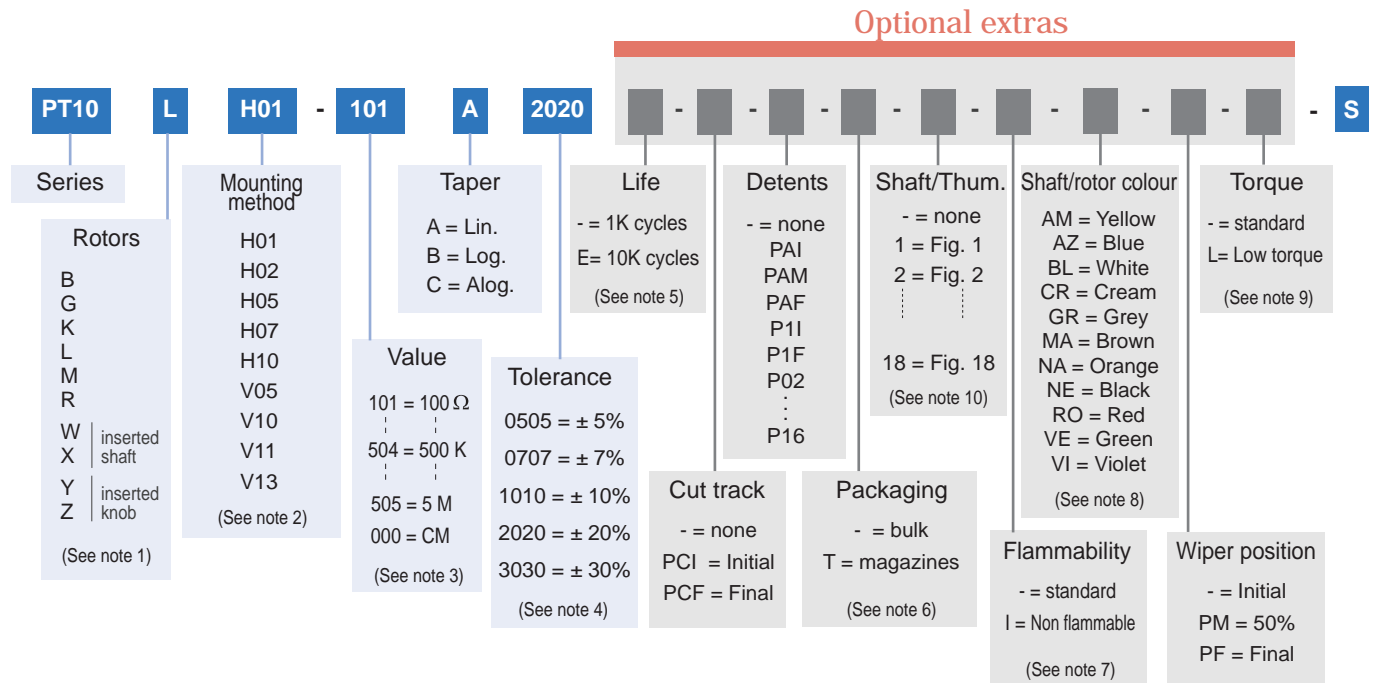 Optional extras
PT10 L H01 - 101 A 2020 - - - - - - - - - S
Series
Rotors
B
G
K
L
M
R
W
X
inserted
shaft
Y
Z
inserted
knob
(See note 1)
Mounting
method
H01
H02
H05
H07
H10
V05
V10
V11
V13
(See note 2)
Value
101 = 100 Ω
504 = 500 K
505 = 5 M
000 = CM
(See note 3)
Taper
A = Lin.
B = Log.
C = Alog.
Tolerance
0505 = ± 5%
0707 = ± 7%
1010 = ± 10%
2020 = ± 20%
3030 = ± 30%
(See note 4)
Life
- = 1K cycles
E= 10K cycles
(See note 5)
Cut track
- = none
PCI = Initial
PCF = Final
Detents
- = none
PAI
PAM
PAF
P1I
P1F
P02
:
:
P16
Packaging
- = bulk
T = magazines
(See note 6)
Shaft/Thum.
- = none
1 = Fig. 1
2 = Fig. 2
18 = Fig. 18
(See note 10)
Flammability
- = standard
I = Non flammable
(See note 7)
Shaft/rotor colour
AM = Yellow
AZ = Blue
BL = White
CR = Cream
GR = Grey
MA = Brown
NA = Orange
NE = Black
RO = Red
VE = Green
VI = Violet
(See note 8)
Wiper position
- = Initial
PM = 50%
PF = Final
Torque
- = standard
L= Low torque
(See note 9)